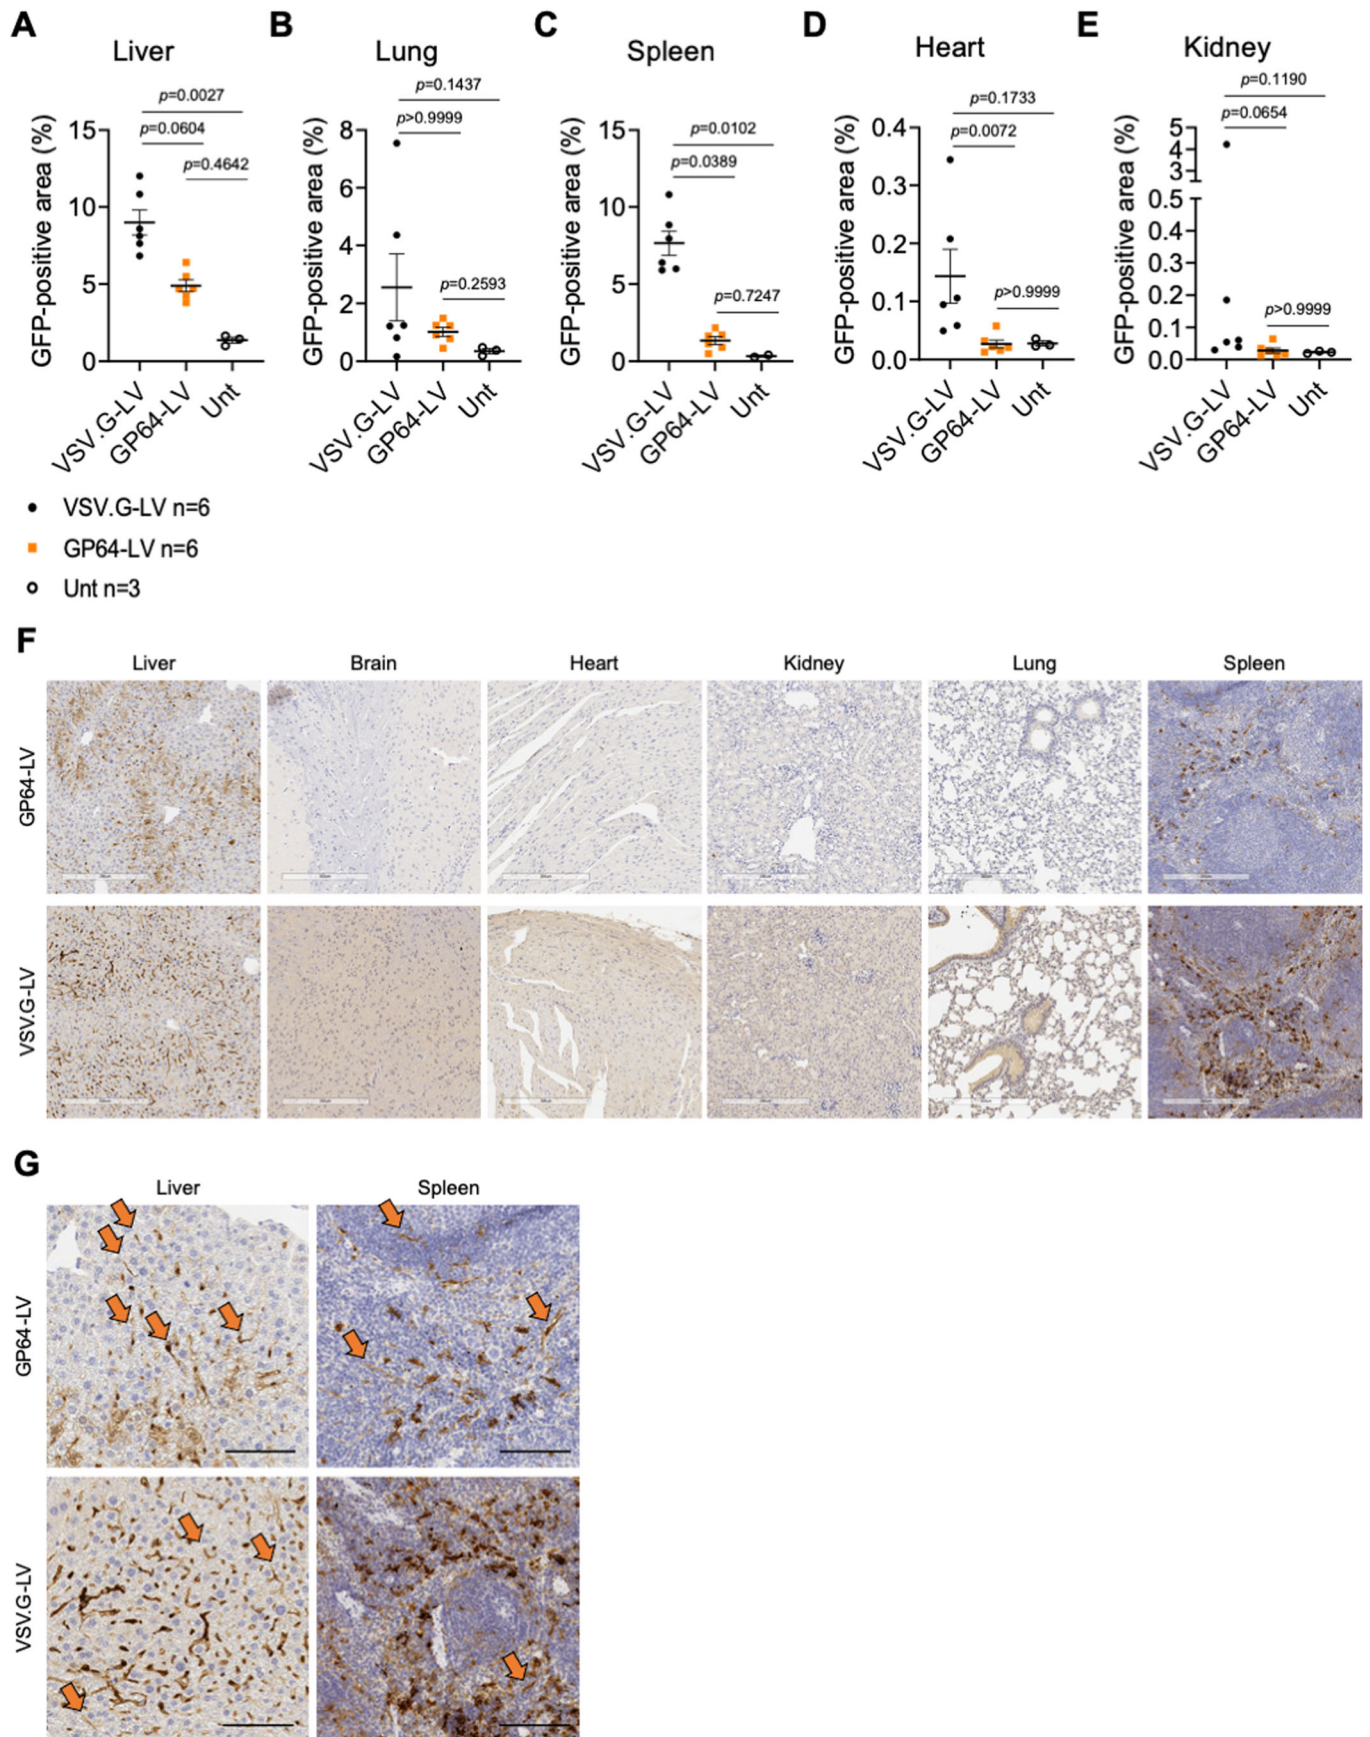 A
Liver
GFP-positive area (%)
p=0.0027
p=0.0604
p=0.4642
15
10
5
0
VSV.G-LV
GP64-LV
Unt
B
Lung
GFP-positive area (%)
p=0.1437
p>0.9999
p=0.2593
8
6
4
2
0
VSV.G-LV
GP64-LV
Unt
C
Spleen
GFP-positive area (%)
p=0.0102
p=0.0389
p=0.7247
15
10
5
0
VSV.G-LV
GP64-LV
Unt
D
Heart
GFP-positive area (%)
p=0.1733
p=0.0072
p>0.9999
0.4
0.3
0.2
0.1
0.0
VSV.G-LV
GP64-LV
Unt
E
Kidney
GFP-positive area (%)
p=0.1190
p=0.0654
p>0.9999
5
4
3
0.5
0.4
0.3
0.2
0.1
0.0
VSV.G-LV
GP64-LV
Unt
VSV.G-LV n=6
GP64-LV n=6
Unt n=3
F
Liver
Brain
Heart
Kidney
Lung
Spleen
GP64-LV
VSV.G-LV
G
Liver
Spleen
GP64-LV
VSV.G-LV